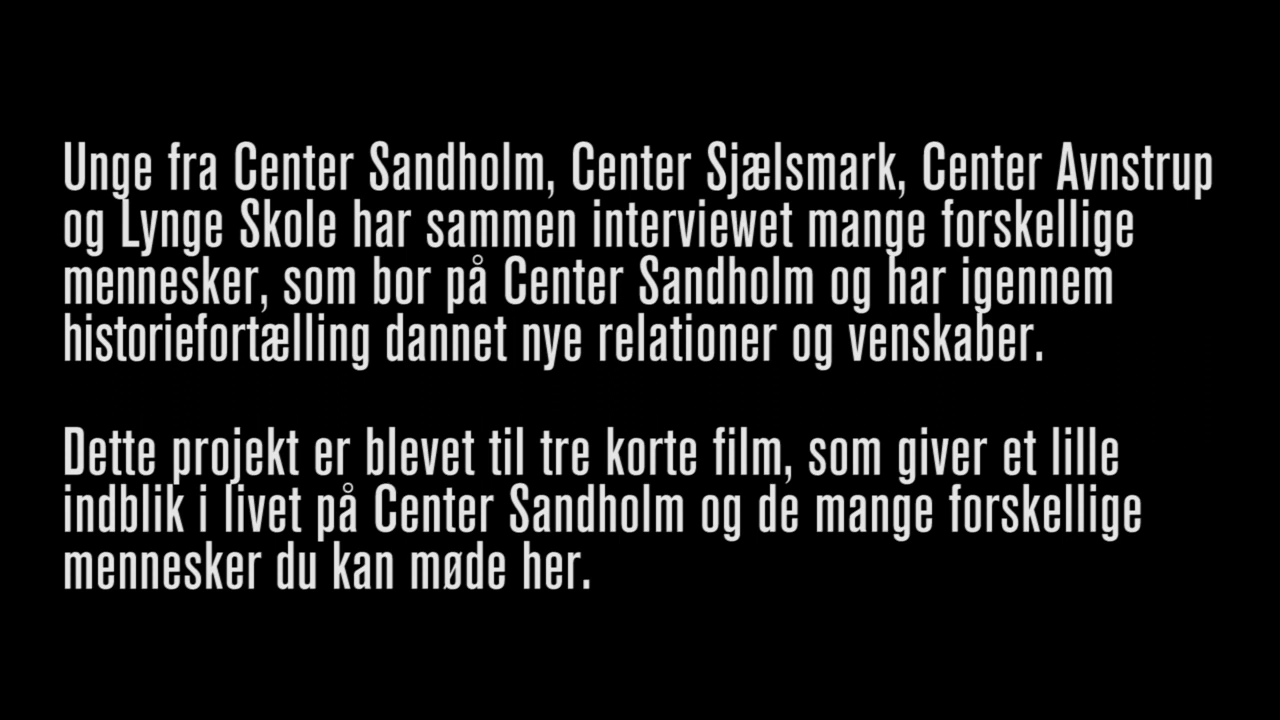 Unge fra Center Sandholm, Center Sjælsmark, Center Avnstrup
og Lynge Skole har sammen interviewet mange forskellige
mennesker, som bor på Center Sandholm og har igennem
historiefortælling dannet nye relationer og venskaber.
Dette projekt er blevet til tre korte film, som giver et lille
indblik i livet på Center Sandholm og de mange forskellige
mennesker du kan møde her.